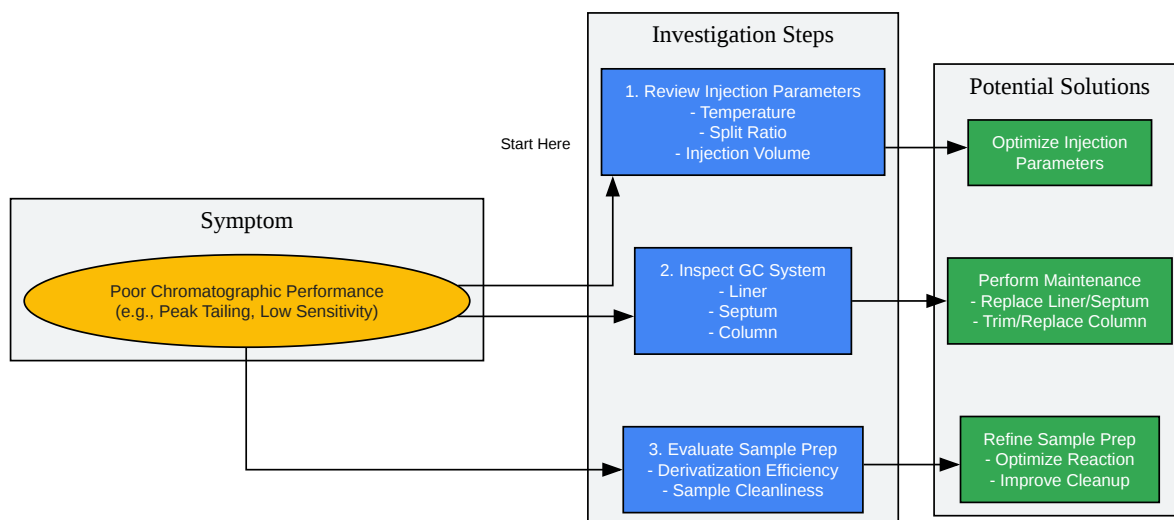 Symptom
Poor Chromatographic Performance
(e.g., Peak Tailing, Low Sensitivity)
Start Here
Investigation Steps
1. Review Injection Parameters
- Temperature
- Split Ratio
- Injection Volume
2. Inspect GC System
- Liner
- Septum
- Column
3. Evaluate Sample Prep
- Derivatization Efficiency
- Sample Cleanliness
Potential Solutions
Optimize Injection
Parameters
Perform Maintenance
- Replace Liner/Septum
- Trim/Replace Column
Refine Sample Prep
- Optimize Reaction
- Improve Cleanup